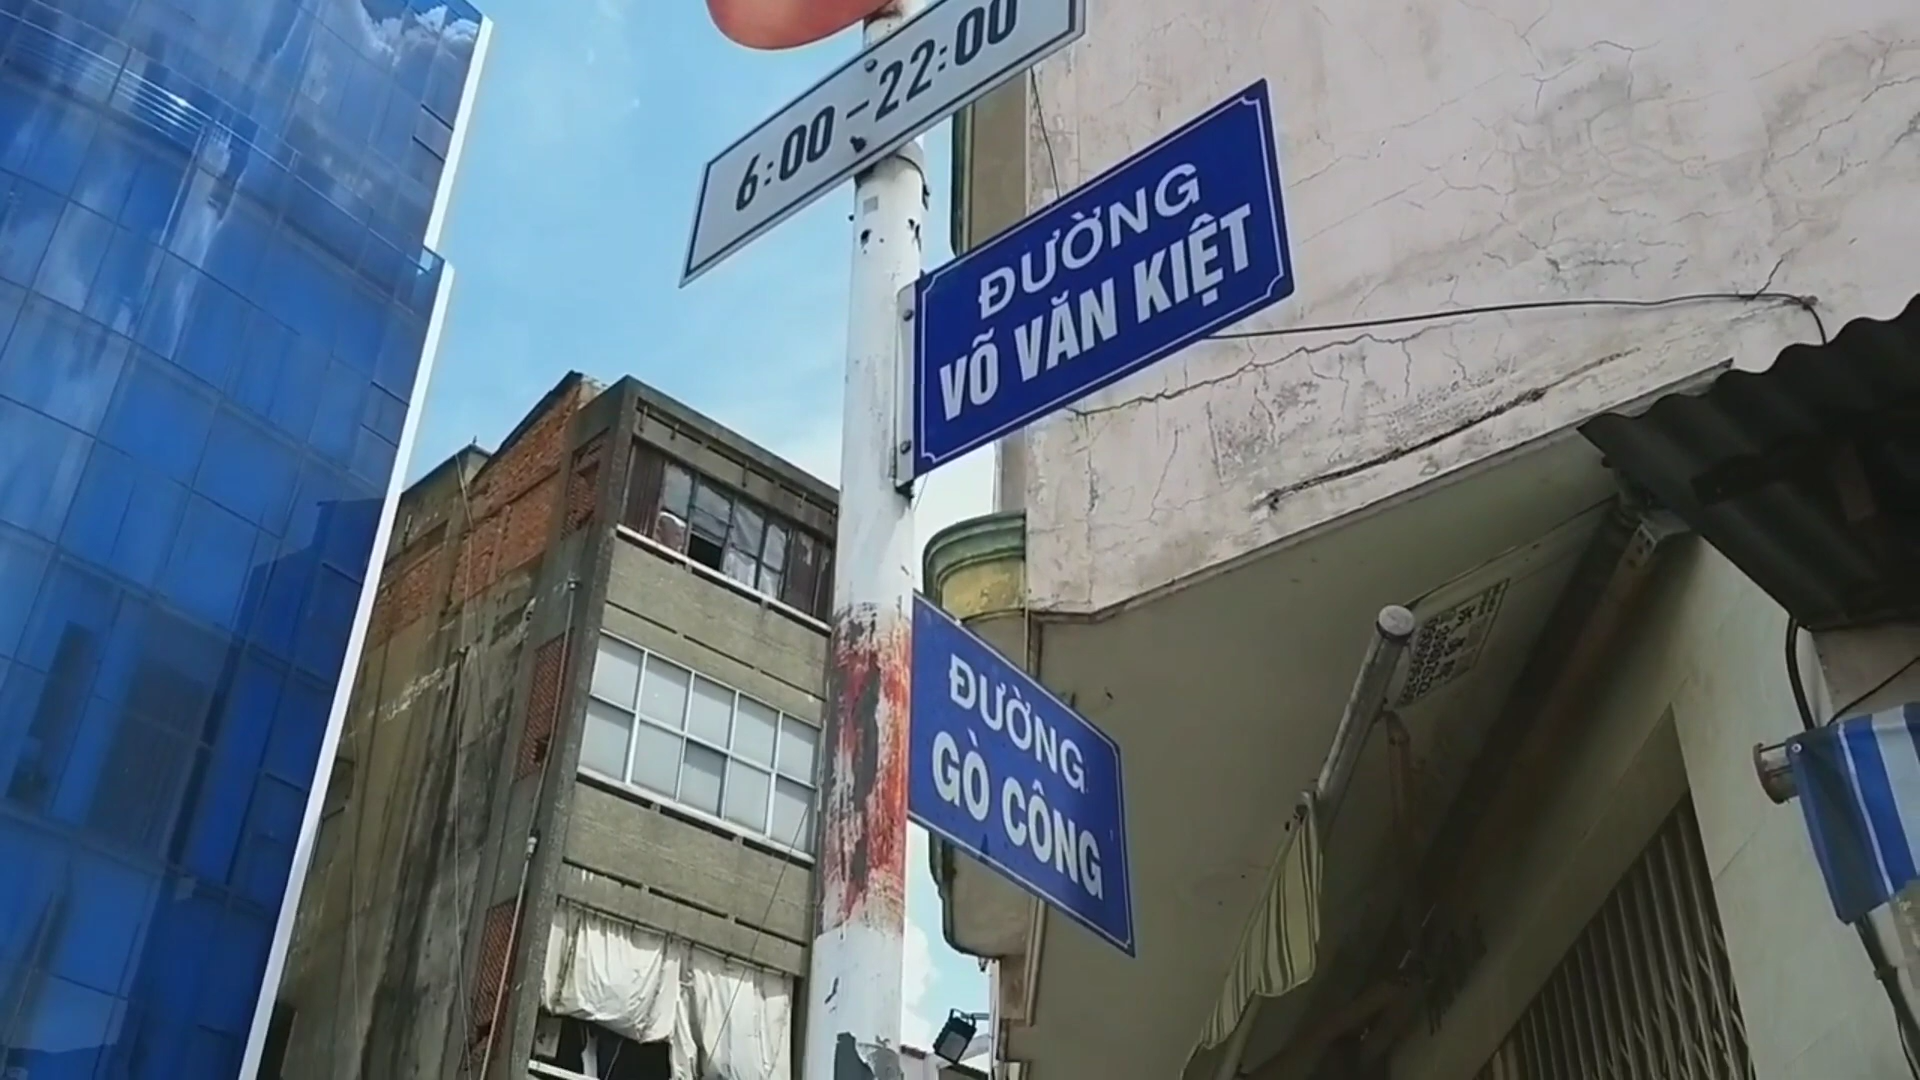 6:00-22:00
ĐƯỜNG
VÕ VĂN KIỆT
ĐƯỜNG
GÒ CÔNG